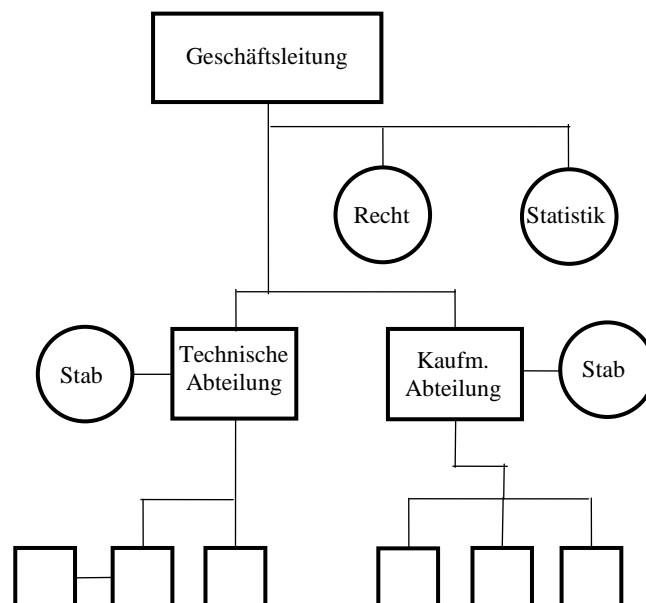 Geschäftsleitung
Recht
Statistik
Stab
Technische
Abteilung
Kaufm.
Abteilung
Stab